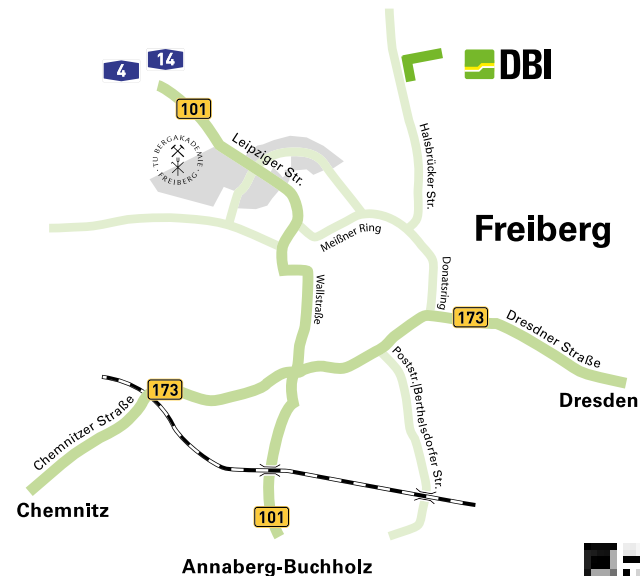 14
4
DBI
101
TU BERGAKADEMIE
· FREIBERG ·
Leipziger Str.
Halsbrücker Str.
Freiberg
Meißner Ring
Donatsring
Wallstraße
173
Dresdner Straße
Poststr.|Berthelsdorfer Str.
173
Dresden
Chemnitzer Straße
Chemnitz
101
Annaberg-Buchholz